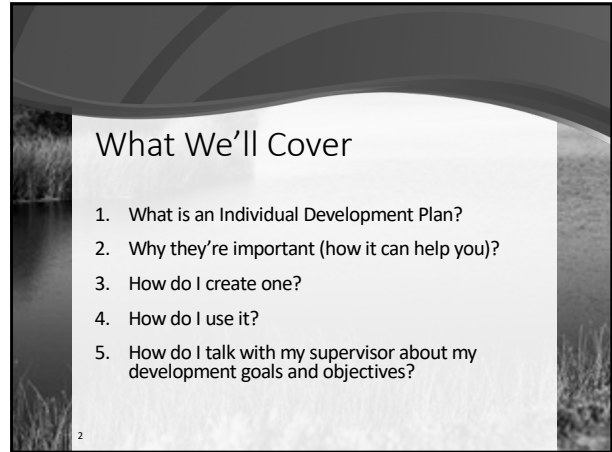 What We’ll Cover
1. What is an Individual Development Plan?
2. Why they’re important (how it can help you)?
3. How do I create one?
4. How do I use it?
5. How do I talk with my supervisor about my
development goals and objectives?
2